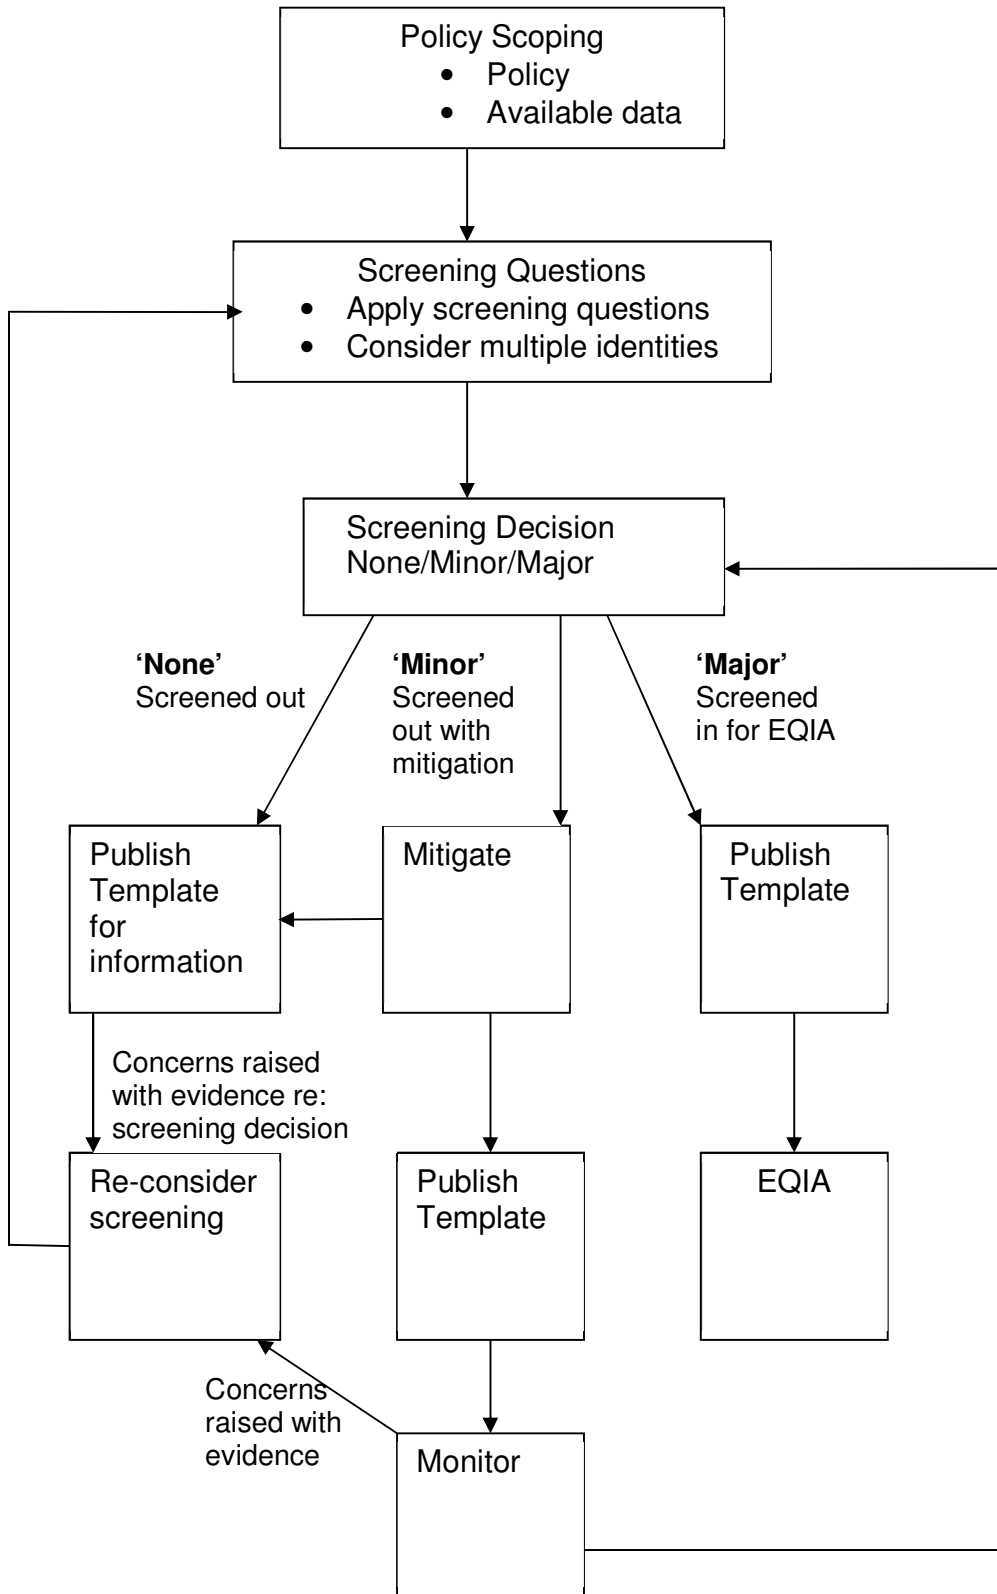 Policy Scoping
• Policy
• Available data
Screening Questions
• Apply screening questions
• Consider multiple identities
Screening Decision
None/Minor/Major
‘None’
Screened out
‘Minor’
Screened
out with
mitigation
‘Major’
Screened
in for EQIA
Publish
Template
for
information
Mitigate
Publish
Template
Concerns raised
with evidence re:
screening decision
Re-consider
screening
Publish
Template
EQIA
Concerns
raised with
evidence
Monitor